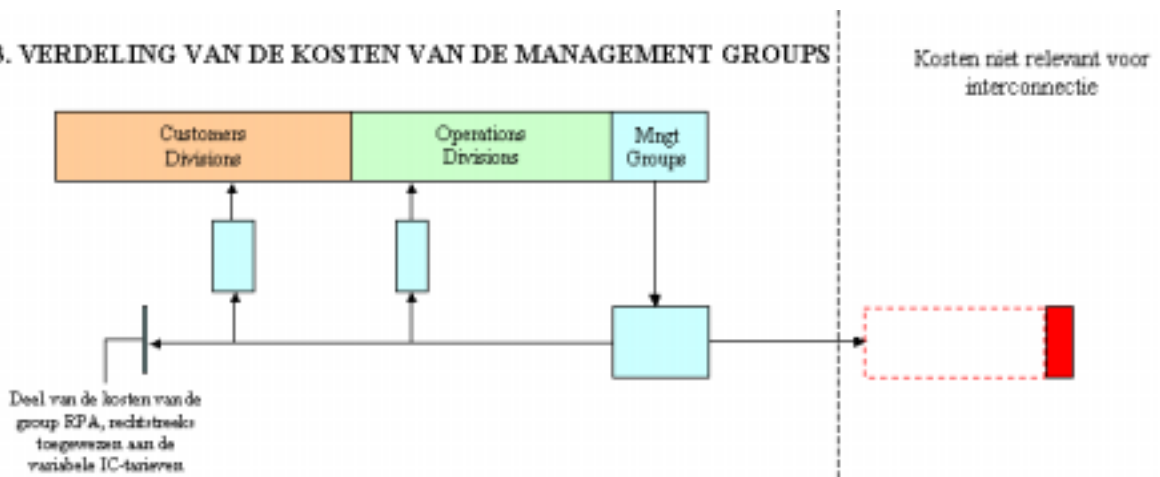 3. VERDELING VAN DE KOSTEN VAN DE MANAGEMENT GROUPS
Kosten niet relevant voor
interconnectie
Customers
Divisions
Operations
Divisions
Mngt
Groups
Deel van de kosten van de
group RPA, rechtstreeks
toegewezen aan de
variabele IC-tarieven